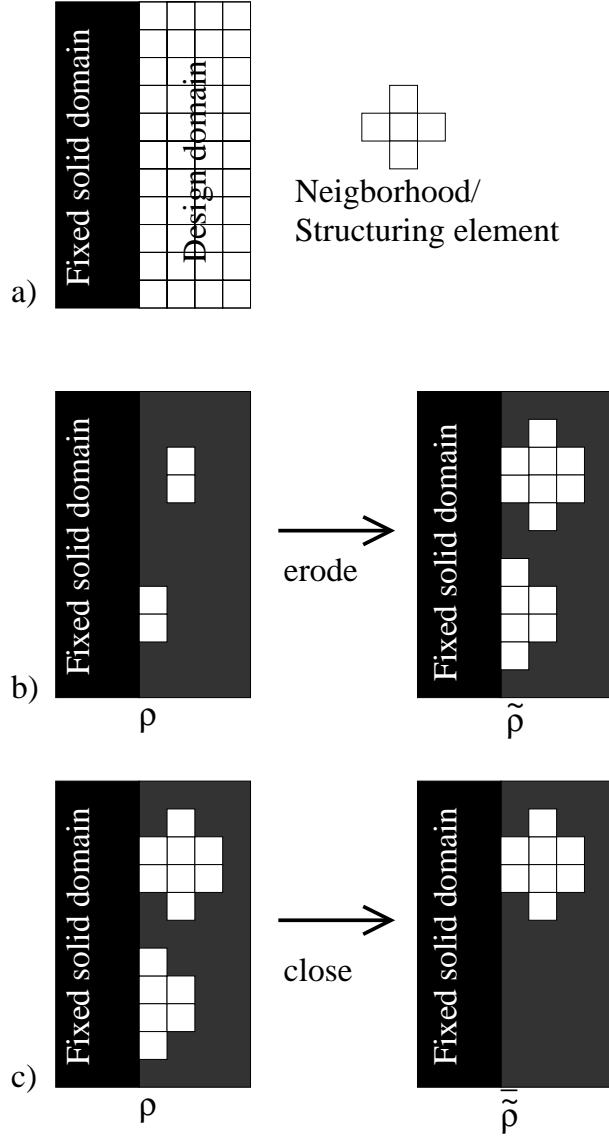 Fixed solid domain
Design domain
Neigborhood/
Structuring element
a)
Fixed solid domain
erode
Fixed solid domain
b)
ρ
ρ̃
Fixed solid domain
close
Fixed solid domain
c)
ρ
ρ̃̿